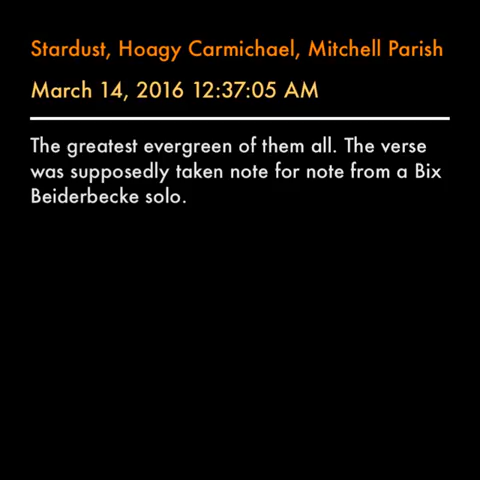 Stardust, Hoagy Carmichael, Mitchell Parish
March 14, 2016 12:37:05 AM
The greatest evergreen of them all. The verse
was supposedly taken note for note from a Bix
Beiderbecke solo.